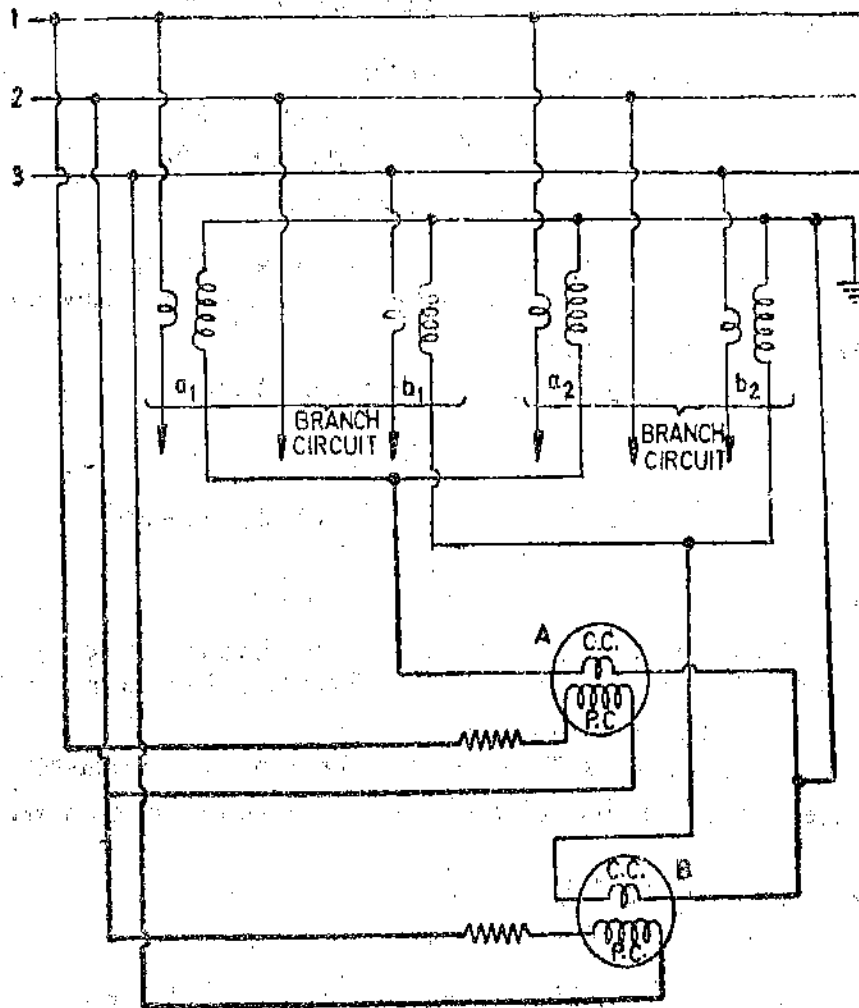 1
2
3
a1 b1 a2 b2
BRANCH CIRCUIT
BRANCH CIRCUIT
A
C.C.
P.C
B
C.C.
P.C.